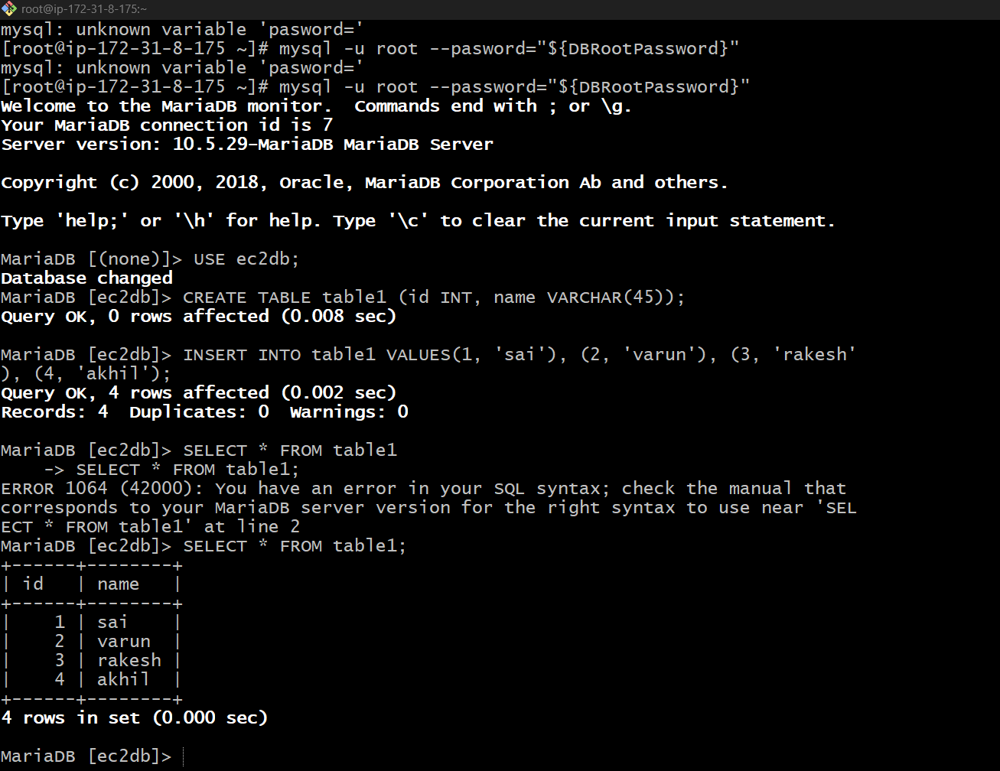 root@ip-172-31-8-175:~
mysql: unknown variable 'pasword='
[root@ip-172-31-8-175 ~]# mysql -u root --pasword="${DBRootPassword}"
mysql: unknown variable 'pasword='
[root@ip-172-31-8-175 ~]# mysql -u root --password="${DBRootPassword}"
Welcome to the MariaDB monitor.  Commands end with ; or \g.
Your MariaDB connection id is 7
Server version: 10.5.29-MariaDB MariaDB Server
Copyright (c) 2000, 2018, Oracle, MariaDB Corporation Ab and others.
Type 'help;' or '\h' for help. Type '\c' to clear the current input statement.
MariaDB [(none)]> USE ec2db;
Database changed
MariaDB [ec2db]> CREATE TABLE table1 (id INT, name VARCHAR(45));
Query OK, 0 rows affected (0.008 sec)
MariaDB [ec2db]> INSERT INTO table1 VALUES(1, 'sai'), (2, 'varun'), (3, 'rakesh'
), (4, 'akhil');
Query OK, 4 rows affected (0.002 sec)
Records: 4  Duplicates: 0  Warnings: 0
MariaDB [ec2db]> SELECT * FROM table1
    -> SELECT * FROM table1;
ERROR 1064 (42000): You have an error in your SQL syntax; check the manual that
corresponds to your MariaDB server version for the right syntax to use near 'SEL
ECT * FROM table1' at line 2
MariaDB [ec2db]> SELECT * FROM table1;
+------+--------+
| id   | name   |
+------+--------+
|    1 | sai    |
|    2 | varun  |
|    3 | rakesh |
|    4 | akhil  |
+------+--------+
4 rows in set (0.000 sec)
MariaDB [ec2db]>